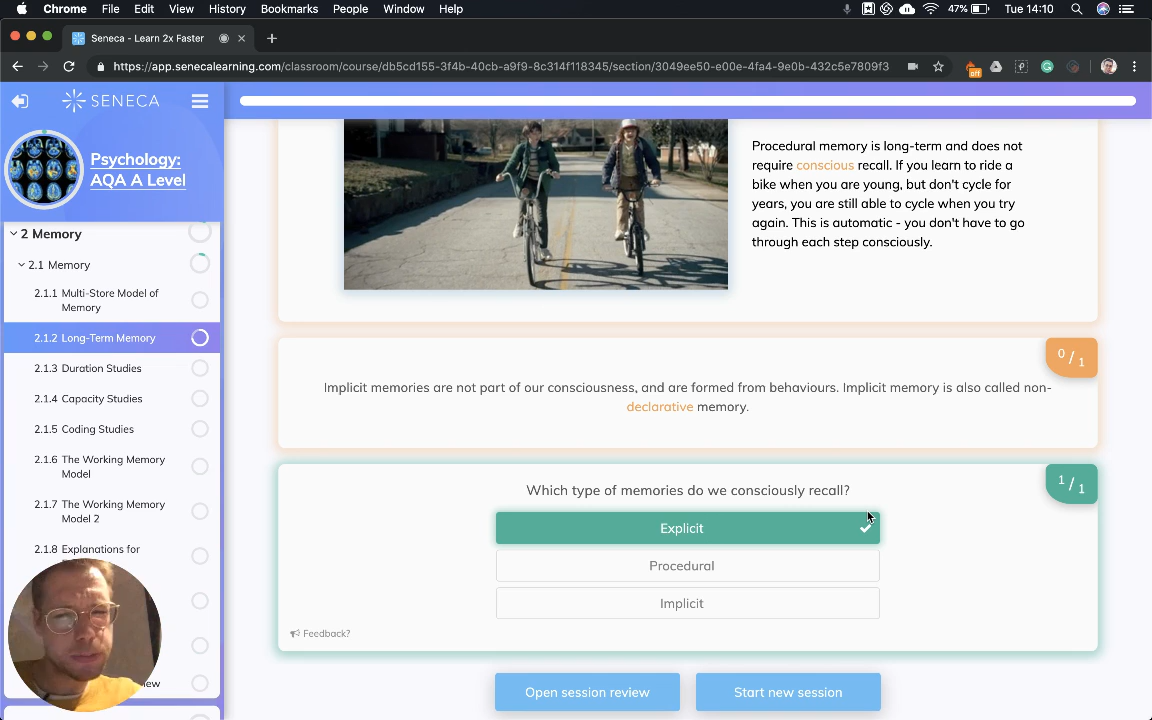 Chrome File Edit View History Bookmarks People Window Help 47% Tue 14:10
Seneca - Learn 2x Faster
https://app.senecalearning.com/classroom/course/db5cd155-3f4b-40cb-a9f9-8c314f118345/section/3049ee50-e00e-4fa4-9e0b-432c5e7809f3
off
SENECA
Psychology:
AQA A Level
2 Memory
2.1 Memory
2.1.1 Multi-Store Model of
Memory
2.1.2 Long-Term Memory
2.1.3 Duration Studies
2.1.4 Capacity Studies
2.1.5 Coding Studies
2.1.6 The Working Memory
Model
2.1.7 The Working Memory
Model 2
2.1.8 Explanations for
Procedural memory is long-term and does not
require conscious recall. If you learn to ride a
bike when you are young, but don't cycle for
years, you are still able to cycle when you try
again. This is automatic - you don't have to go
through each step consciously.
0 / 1
Implicit memories are not part of our consciousness, and are formed from behaviours. Implicit memory is also called non-
declarative memory.
1 / 1
Which type of memories do we consciously recall?
Explicit
Procedural
Implicit
Feedback?
Open session review
Start new session